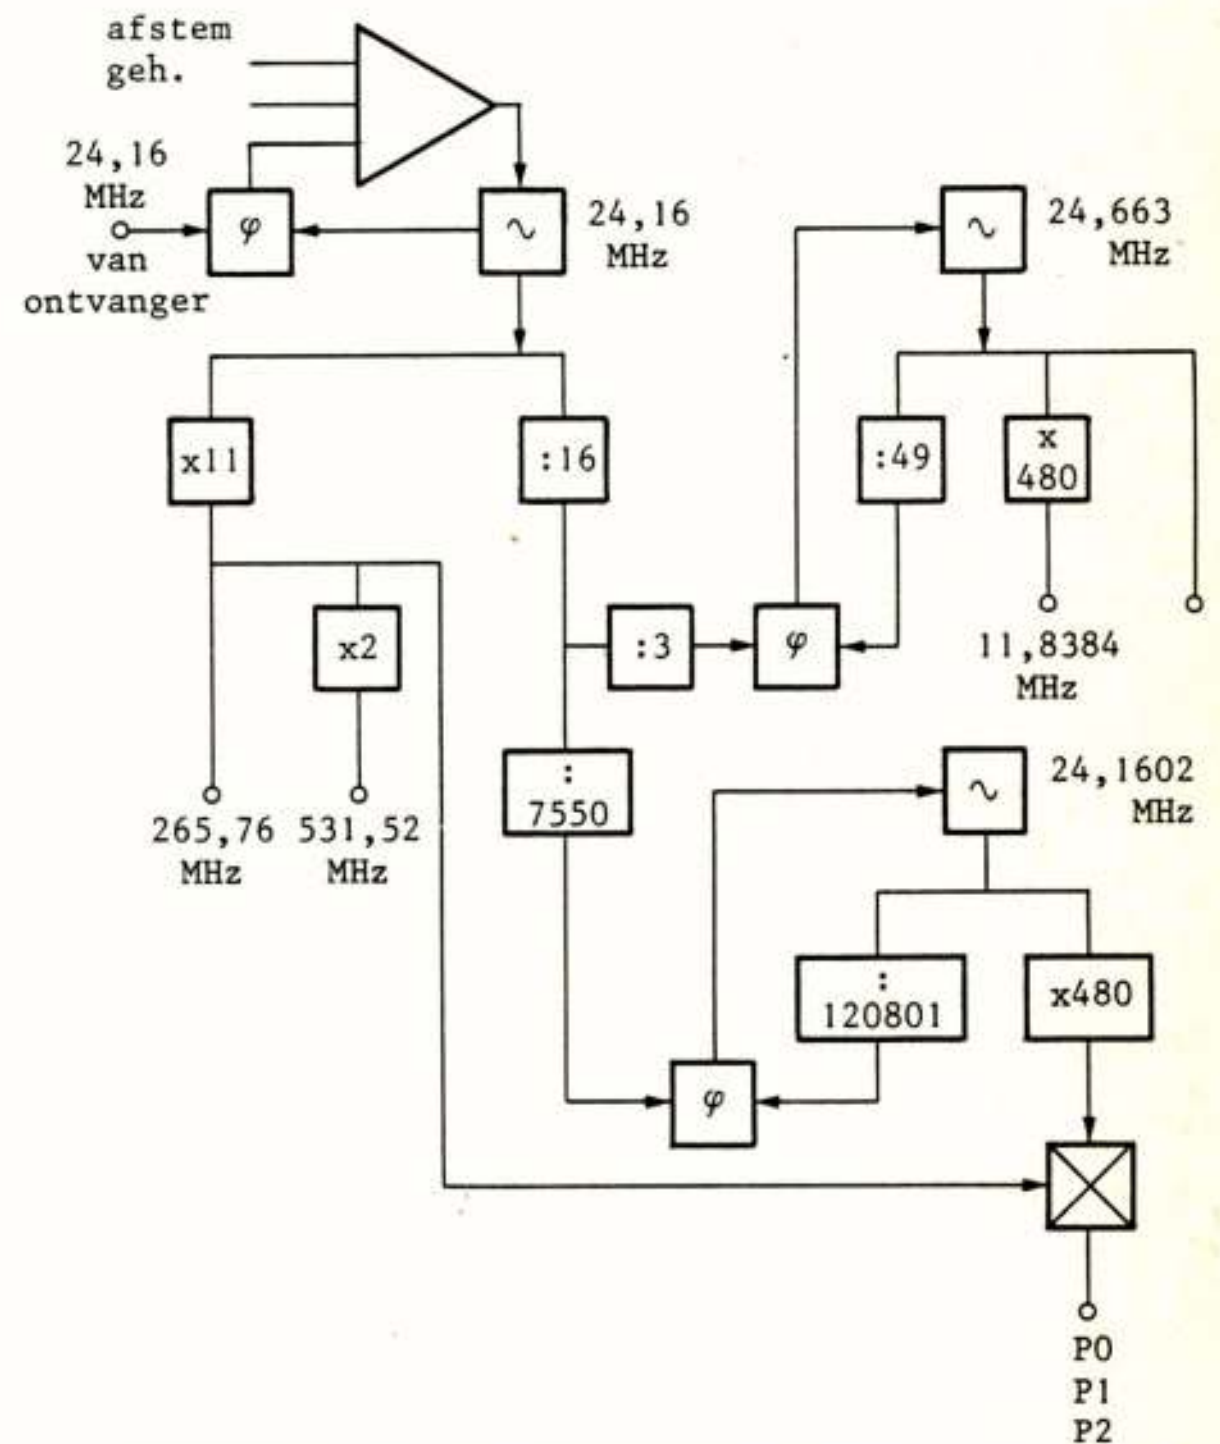 afstem
geh.
24,16
MHz
van
ontvanger
φ
~
24,16
MHz
~
24,663
MHz
x11
:16
:49
x
480
x2
:3
φ
11,8384
MHz
:
7550
~
24,1602
MHz
265,76
MHz
531,52
MHz
:
120801
x480
φ
P0
P1
P2